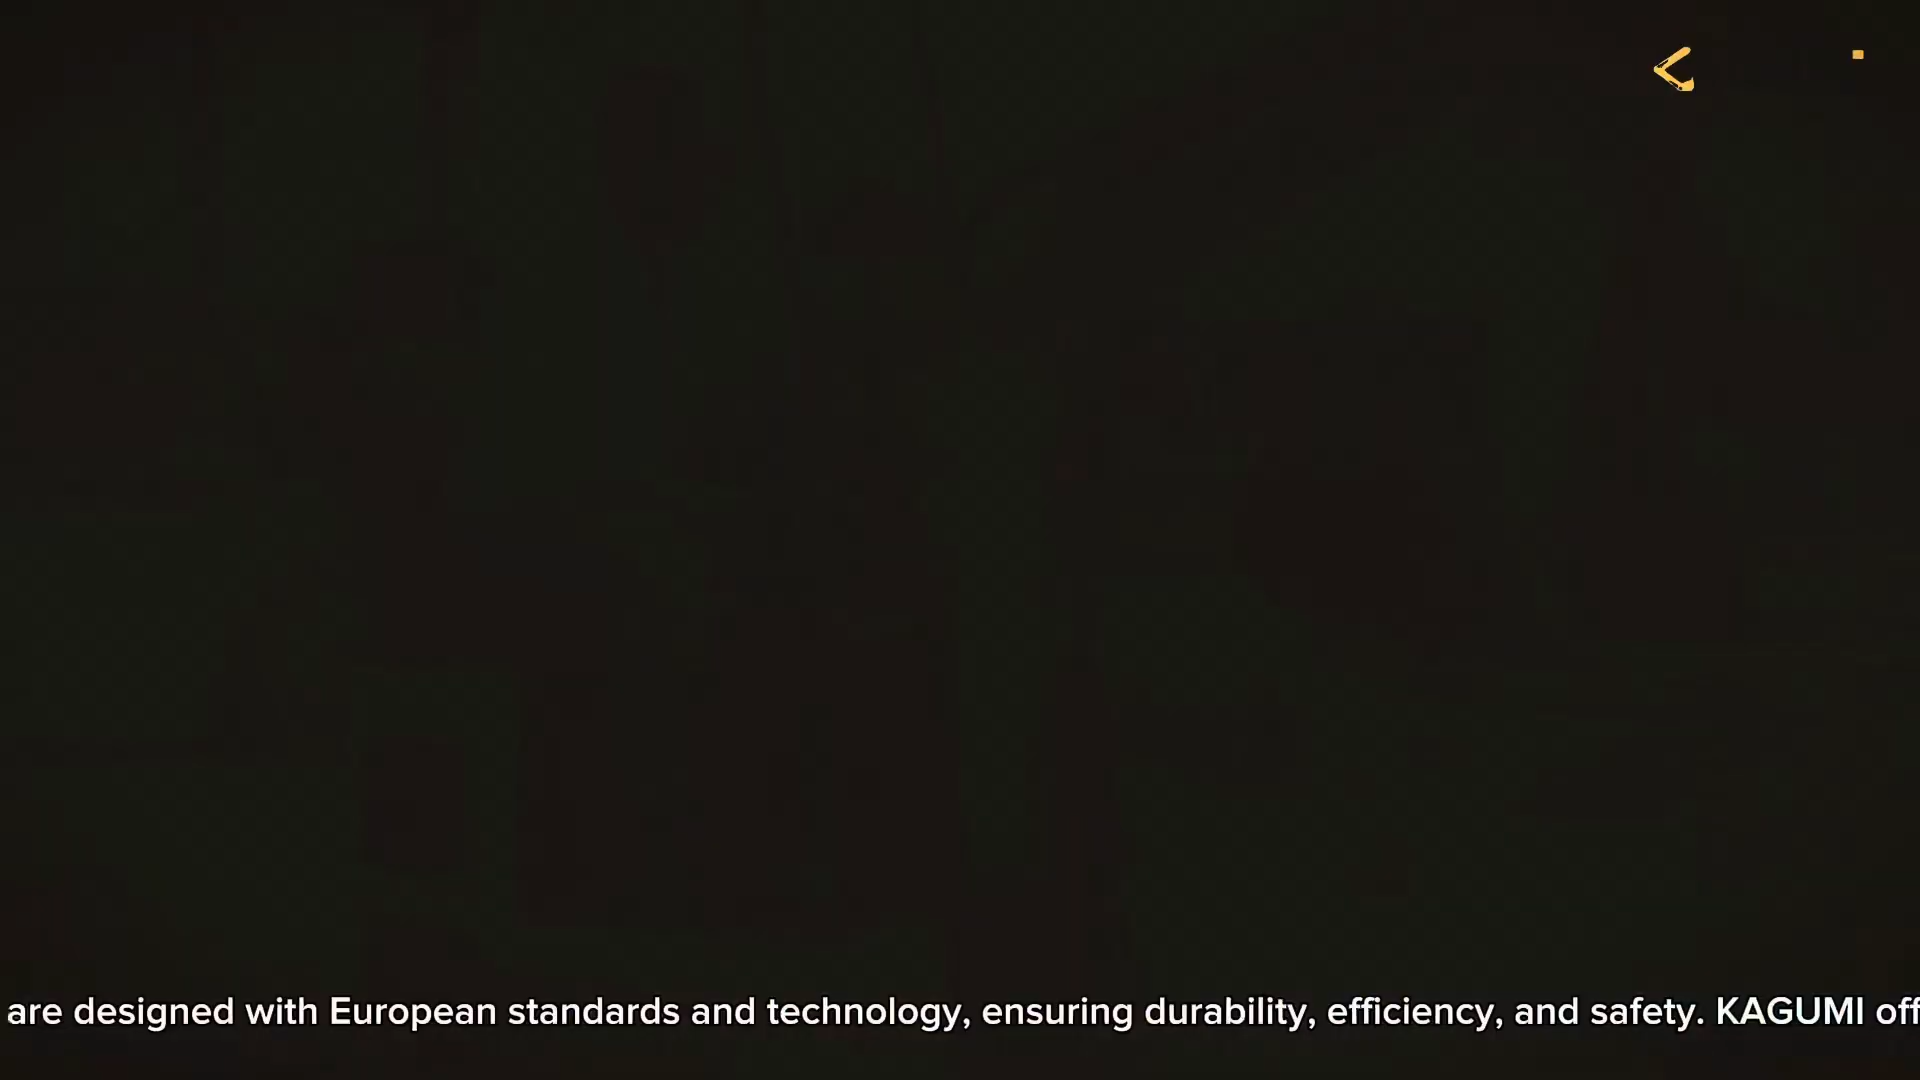 are designed with European standards and technology, ensuring durability, efficiency, and safety. KAGUMI off